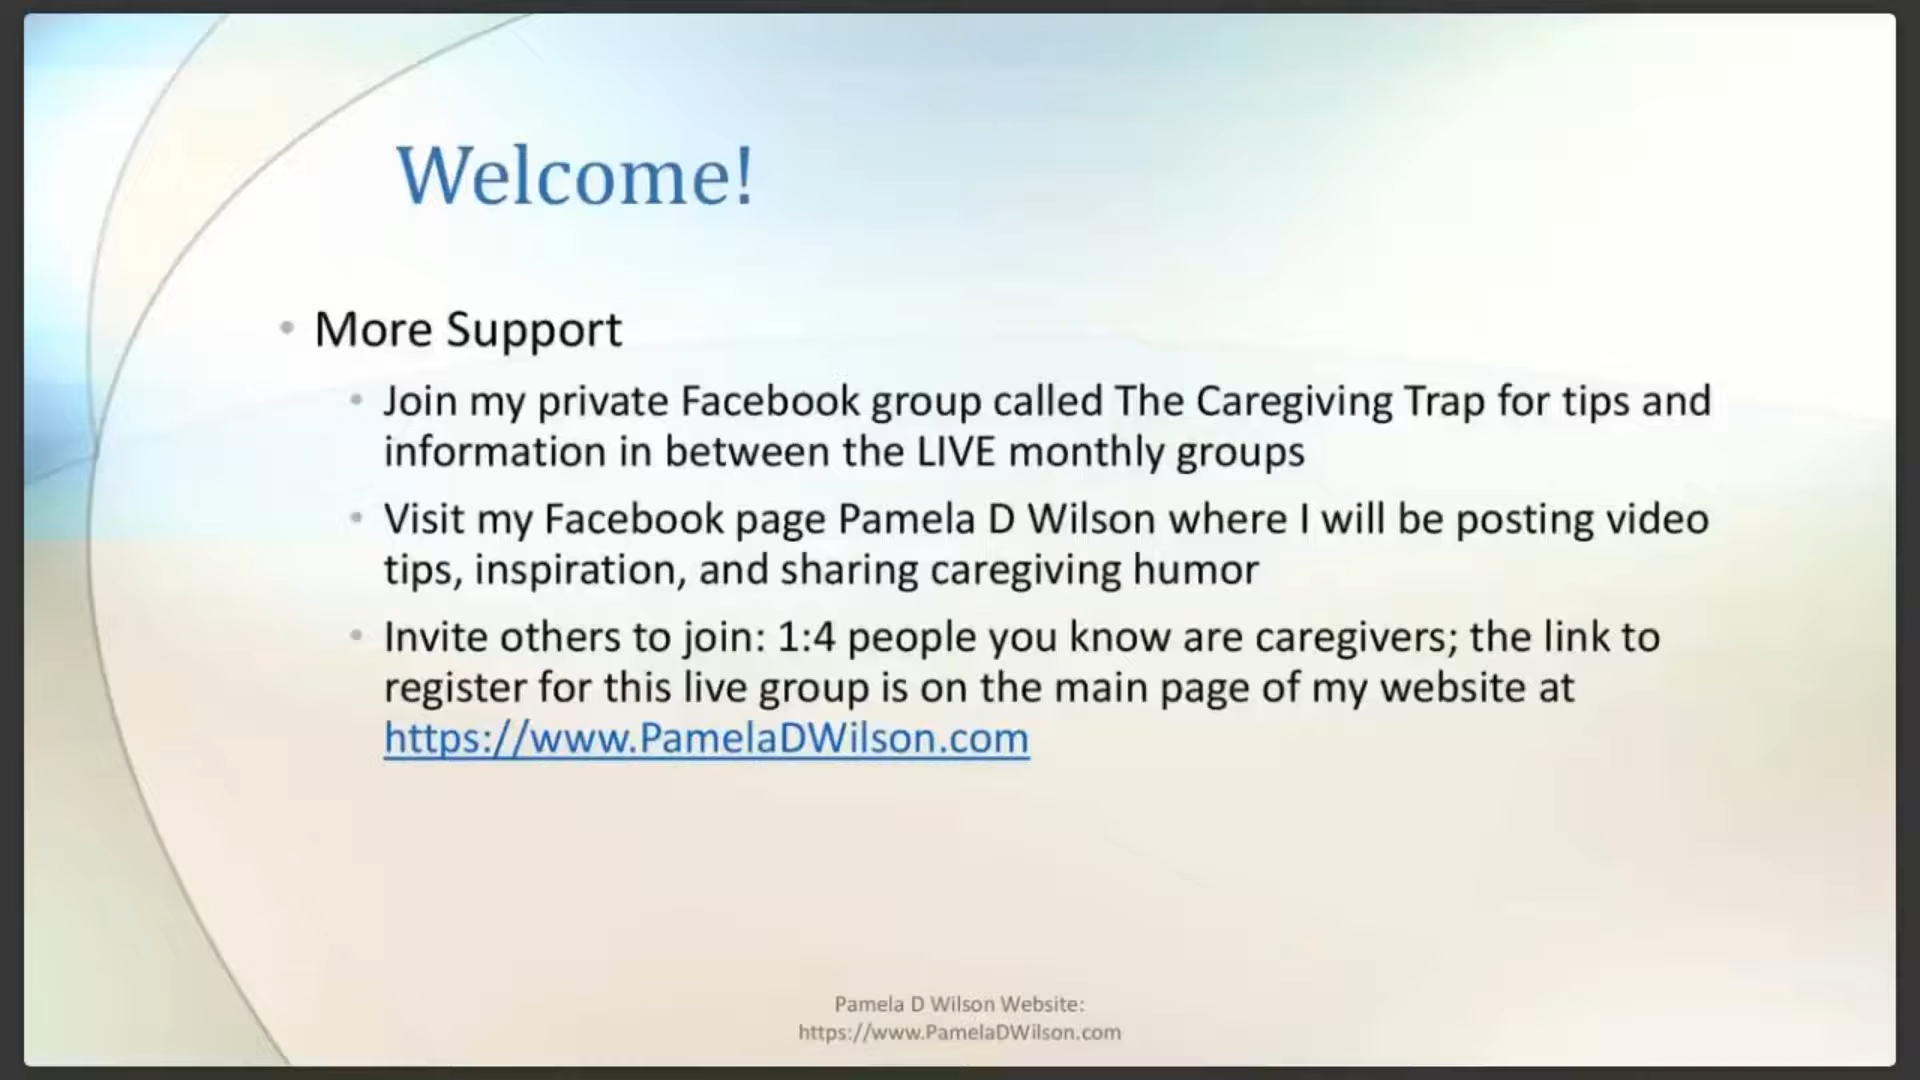 Welcome!
• More Support
• Join my private Facebook group called The Caregiving Trap for tips and
information in between the LIVE monthly groups
• Visit my Facebook page Pamela D Wilson where I will be posting video
tips, inspiration, and sharing caregiving humor
• Invite others to join: 1:4 people you know are caregivers; the link to
register for this live group is on the main page of my website at
https://www.PamelaDWilson.com
Pamela D Wilson Website:
https://www.PamelaDWilson.com